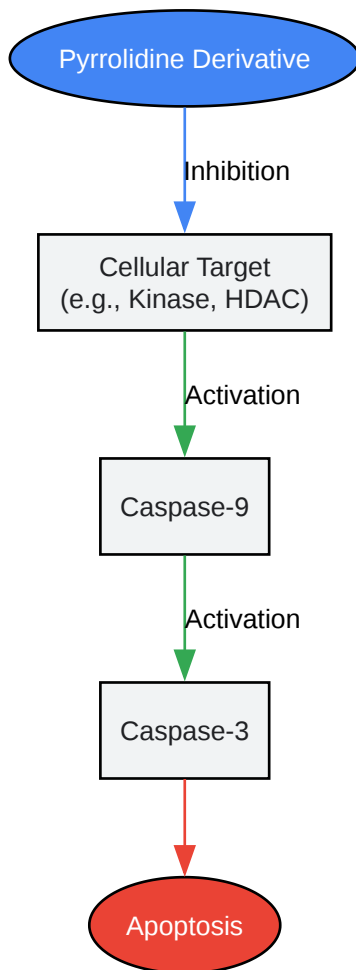 Pyrrolidine Derivative
Inhibition
Cellular Target
(e.g., Kinase, HDAC)
Activation
Caspase-9
Activation
Caspase-3
Apoptosis